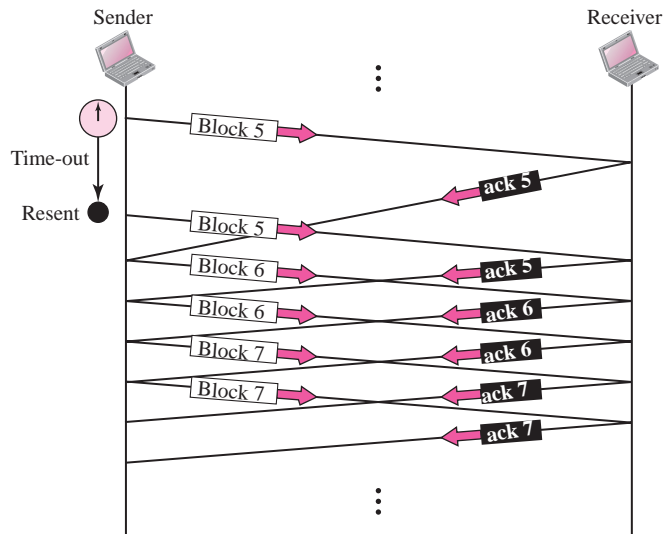 Sender
Receiver
Block 5
Time-out
ack 5
Resent
Block 5
Block 6
ack 5
Block 6
ack 6
Block 7
ack 6
Block 7
ack 7
ack 7